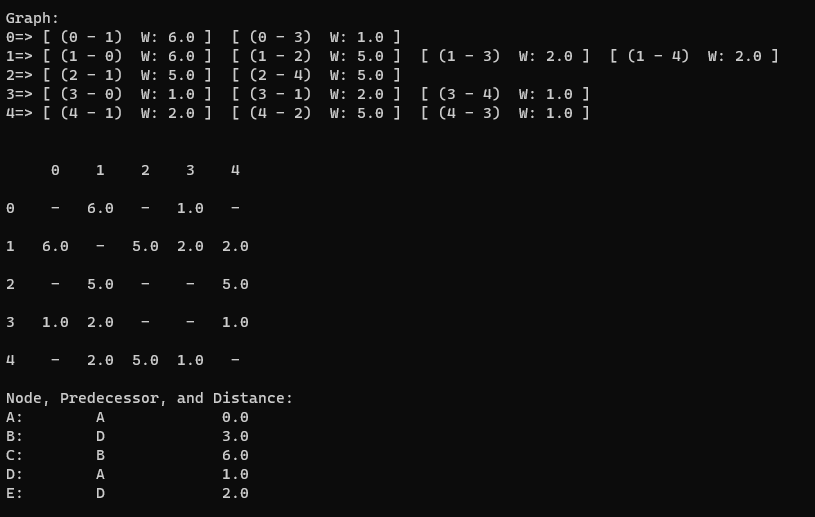 Graph:
0=> [ (0 - 1)  W: 6.0 ]  [ (0 - 3)  W: 1.0 ]
1=> [ (1 - 0)  W: 6.0 ]  [ (1 - 2)  W: 5.0 ]  [ (1 - 3)  W: 2.0 ]  [ (1 - 4)  W: 2.0 ]
2=> [ (2 - 1)  W: 5.0 ]  [ (2 - 4)  W: 5.0 ]
3=> [ (3 - 0)  W: 1.0 ]  [ (3 - 1)  W: 2.0 ]  [ (3 - 4)  W: 1.0 ]
4=> [ (4 - 1)  W: 2.0 ]  [ (4 - 2)  W: 5.0 ]  [ (4 - 3)  W: 1.0 ]
     0    1    2    3    4
0    -   6.0   -   1.0   -
1   6.0   -   5.0  2.0  2.0
2    -   5.0   -    -   5.0
3   1.0  2.0   -    -   1.0
4    -   2.0  5.0  1.0   -
Node, Predecessor, and Distance:
A:        A             0.0
B:        D             3.0
C:        B             6.0
D:        A             1.0
E:        D             2.0